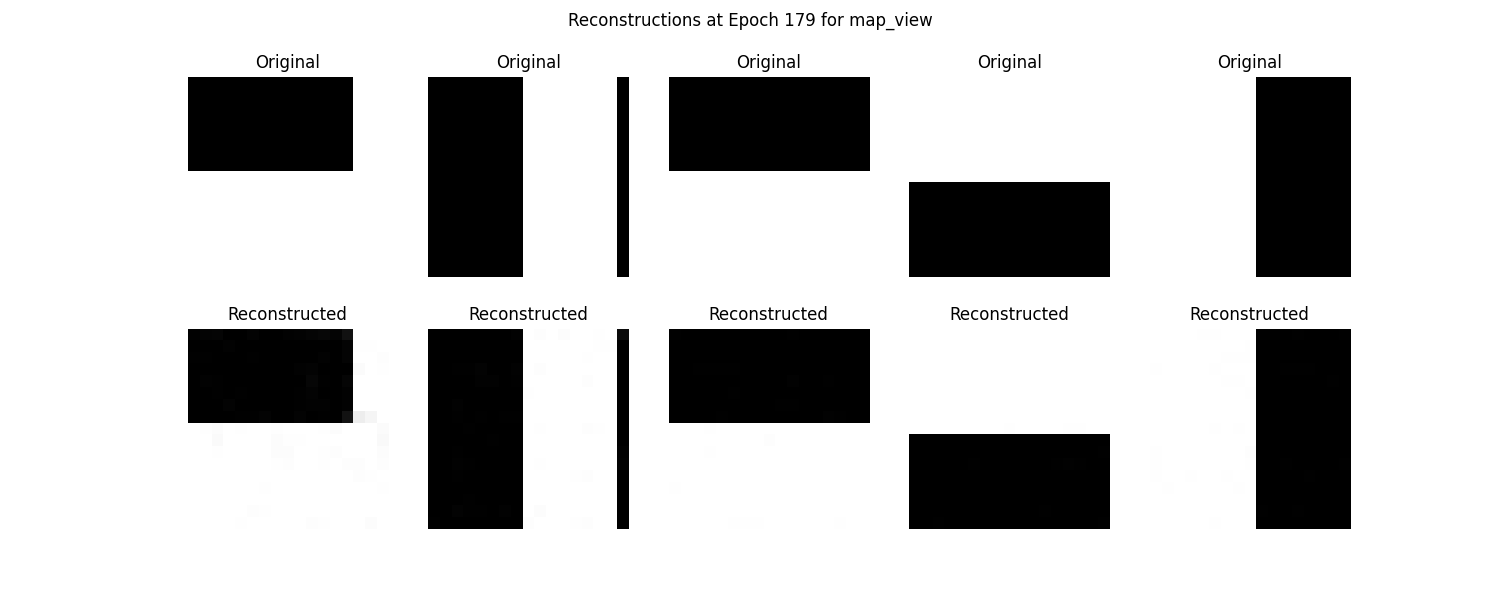 Reconstructions at Epoch 179 for map_view
Original Original Original Original Original
Reconstructed Reconstructed Reconstructed Reconstructed Reconstructed